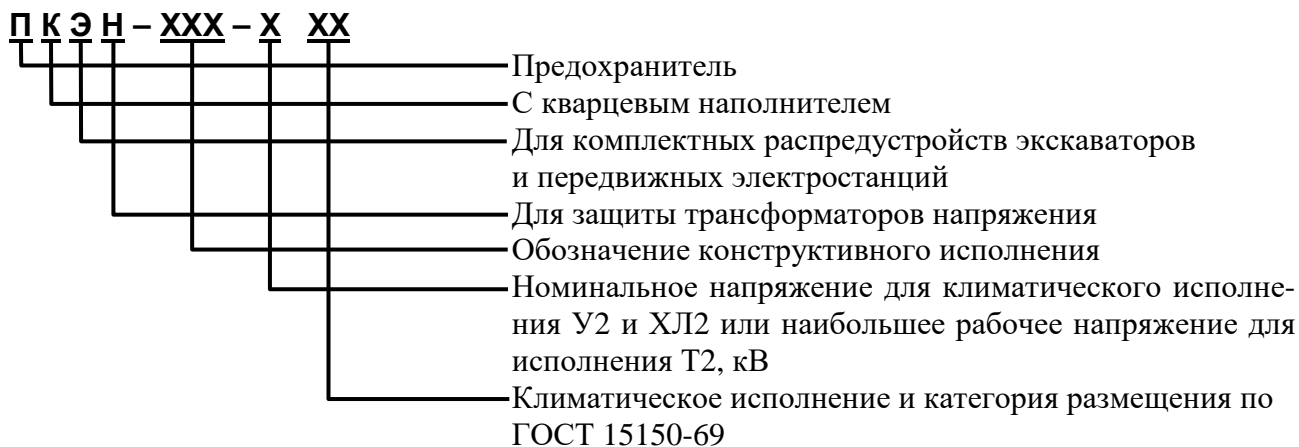 П К Э Н – ХХХ – Х ХХ
Предохранитель
С кварцевым наполнителем
Для комплектных распредустройств экскаваторов
и передвижных электростанций
Для защиты трансформаторов напряжения
Обозначение конструктивного исполнения
Номинальное напряжение для климатического исполне-
ния У2 и ХЛ2 или наибольшее рабочее напряжение для
исполнения Т2, кВ
Климатическое исполнение и категория размещения по
ГОСТ 15150-69